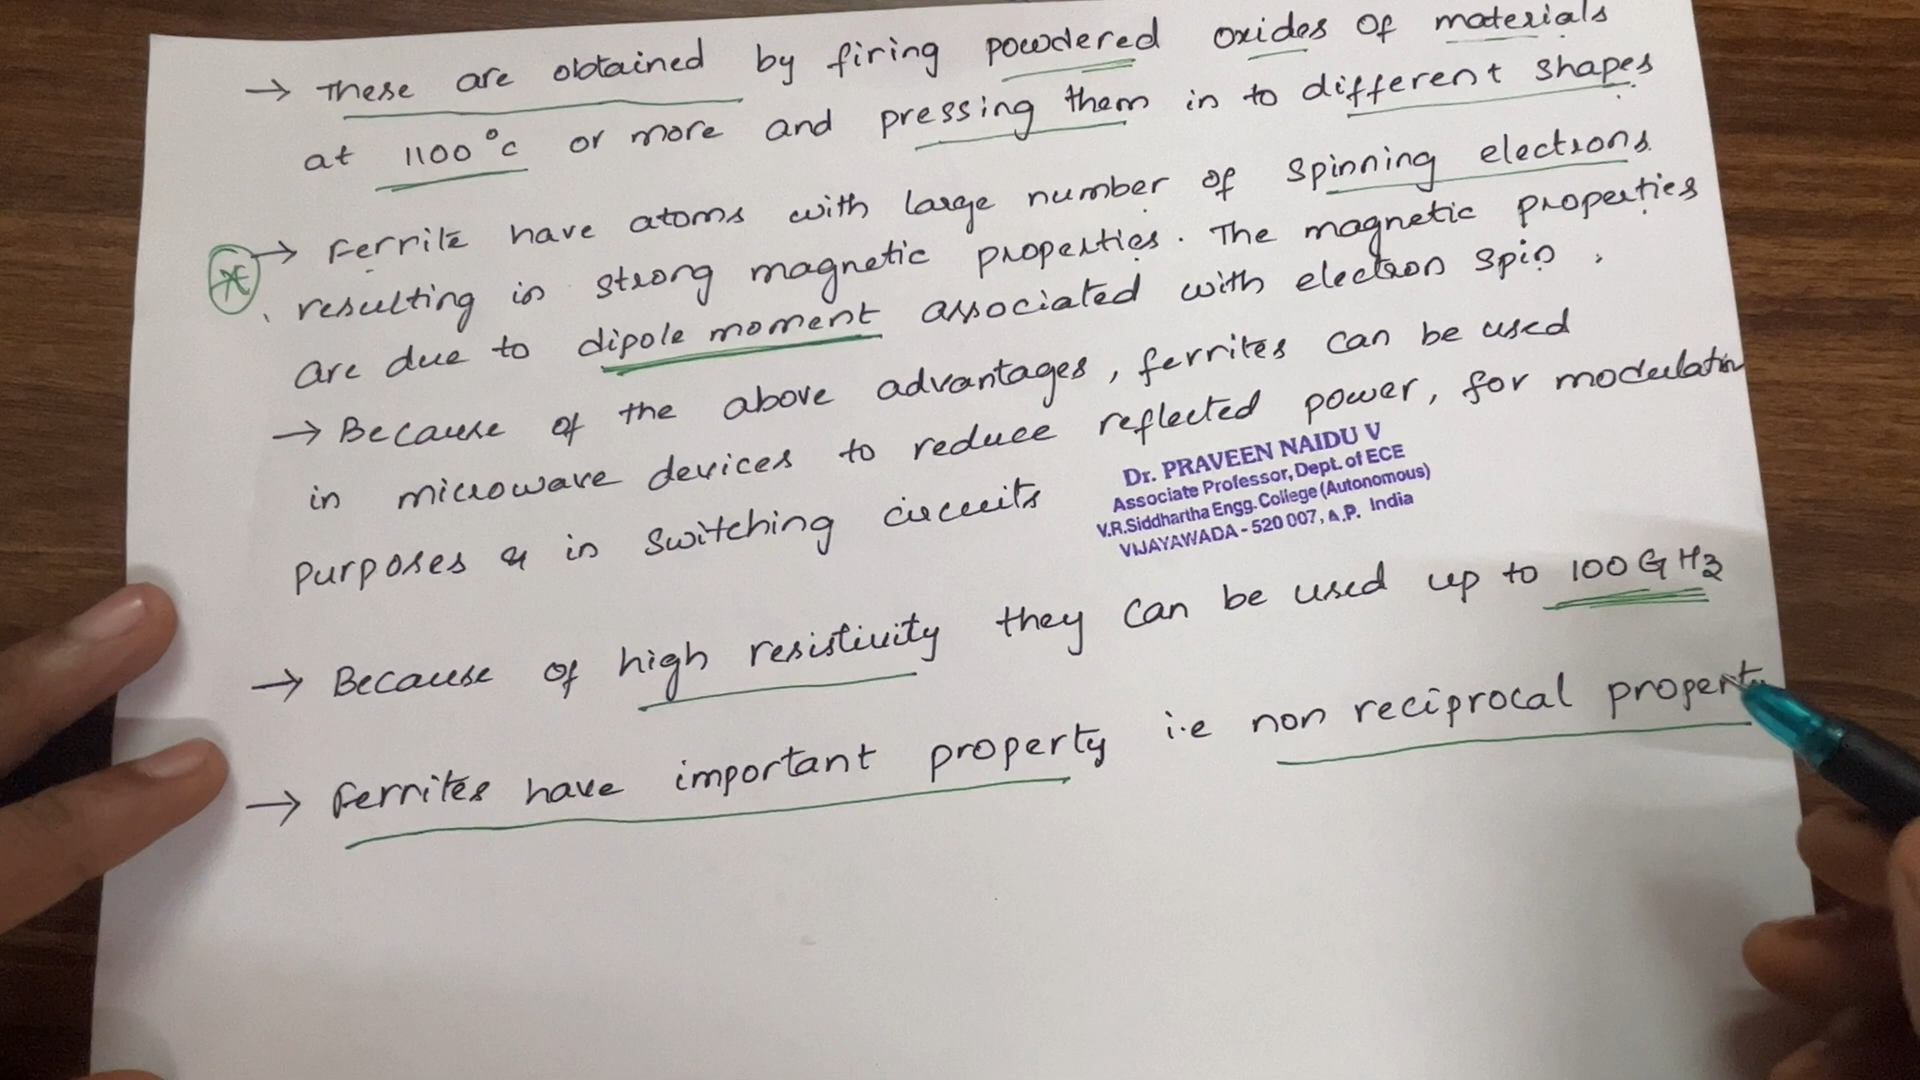 → These are obtained by firing powdered oxides of materials
at 1100°c or more and pressing them in to different shapes.
→ Ferrite have atoms with large number of spinning electrons
resulting in strong magnetic properties. The magnetic properties
are due to dipole moment associated with electron spin.
→ Because of the above advantages, ferrites can be used
in microwave devices to reduce reflected power, for modulation
purposes & in switching circuits
Dr. PRAVEEN NAIDU V
Associate Professor, Dept. of ECE
V.R.Siddhartha Engg. College (Autonomous)
VIJAYAWADA - 520 007, A.P. India
→ Because of high resistivity they can be used up to 100 GHz
→ Ferrites have important property i.e non reciprocal property